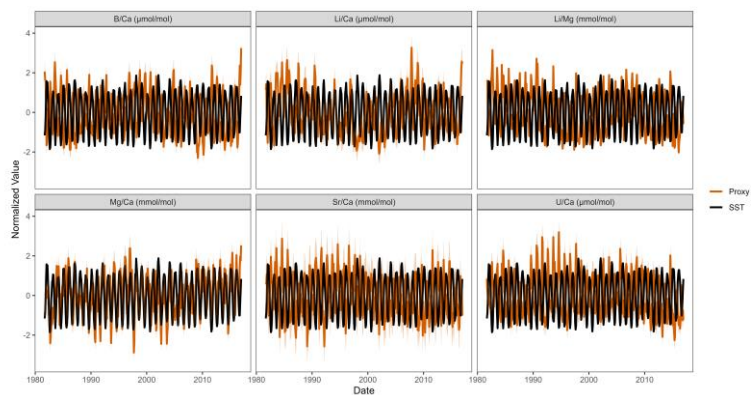 B/Ca (μmol/mol) Li/Ca (μmol/mol) Li/Mg (mmol/mol)
4
2
0
-2
Mg/Ca (mmol/mol) Sr/Ca (mmol/mol) U/Ca (μmol/mol)
4
2
0
-2
1980 1990 2000 2010 1980 1990 2000 2010 1980 1990 2000 2010
Date
Normalized Value
Proxy
SST